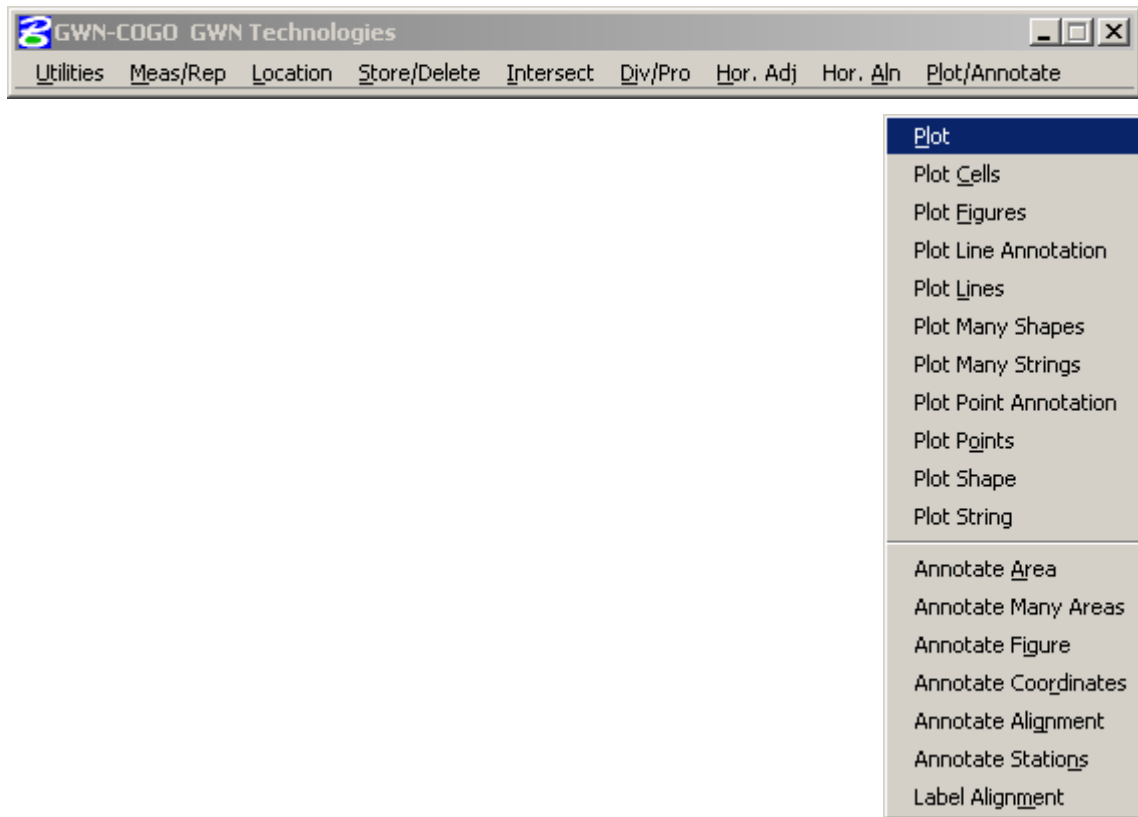 GWN-COGO GWN Technologies
Utilities Meas/Rep Location Store/Delete Intersect Div/Pro Hor. Adj Hor. Aln Plot/Annotate
Plot
Plot Cells
Plot Figures
Plot Line Annotation
Plot Lines
Plot Many Shapes
Plot Many Strings
Plot Point Annotation
Plot Points
Plot Shape
Plot String
Annotate Area
Annotate Many Areas
Annotate Figure
Annotate Coordinates
Annotate Alignment
Annotate Stations
Label Alignment